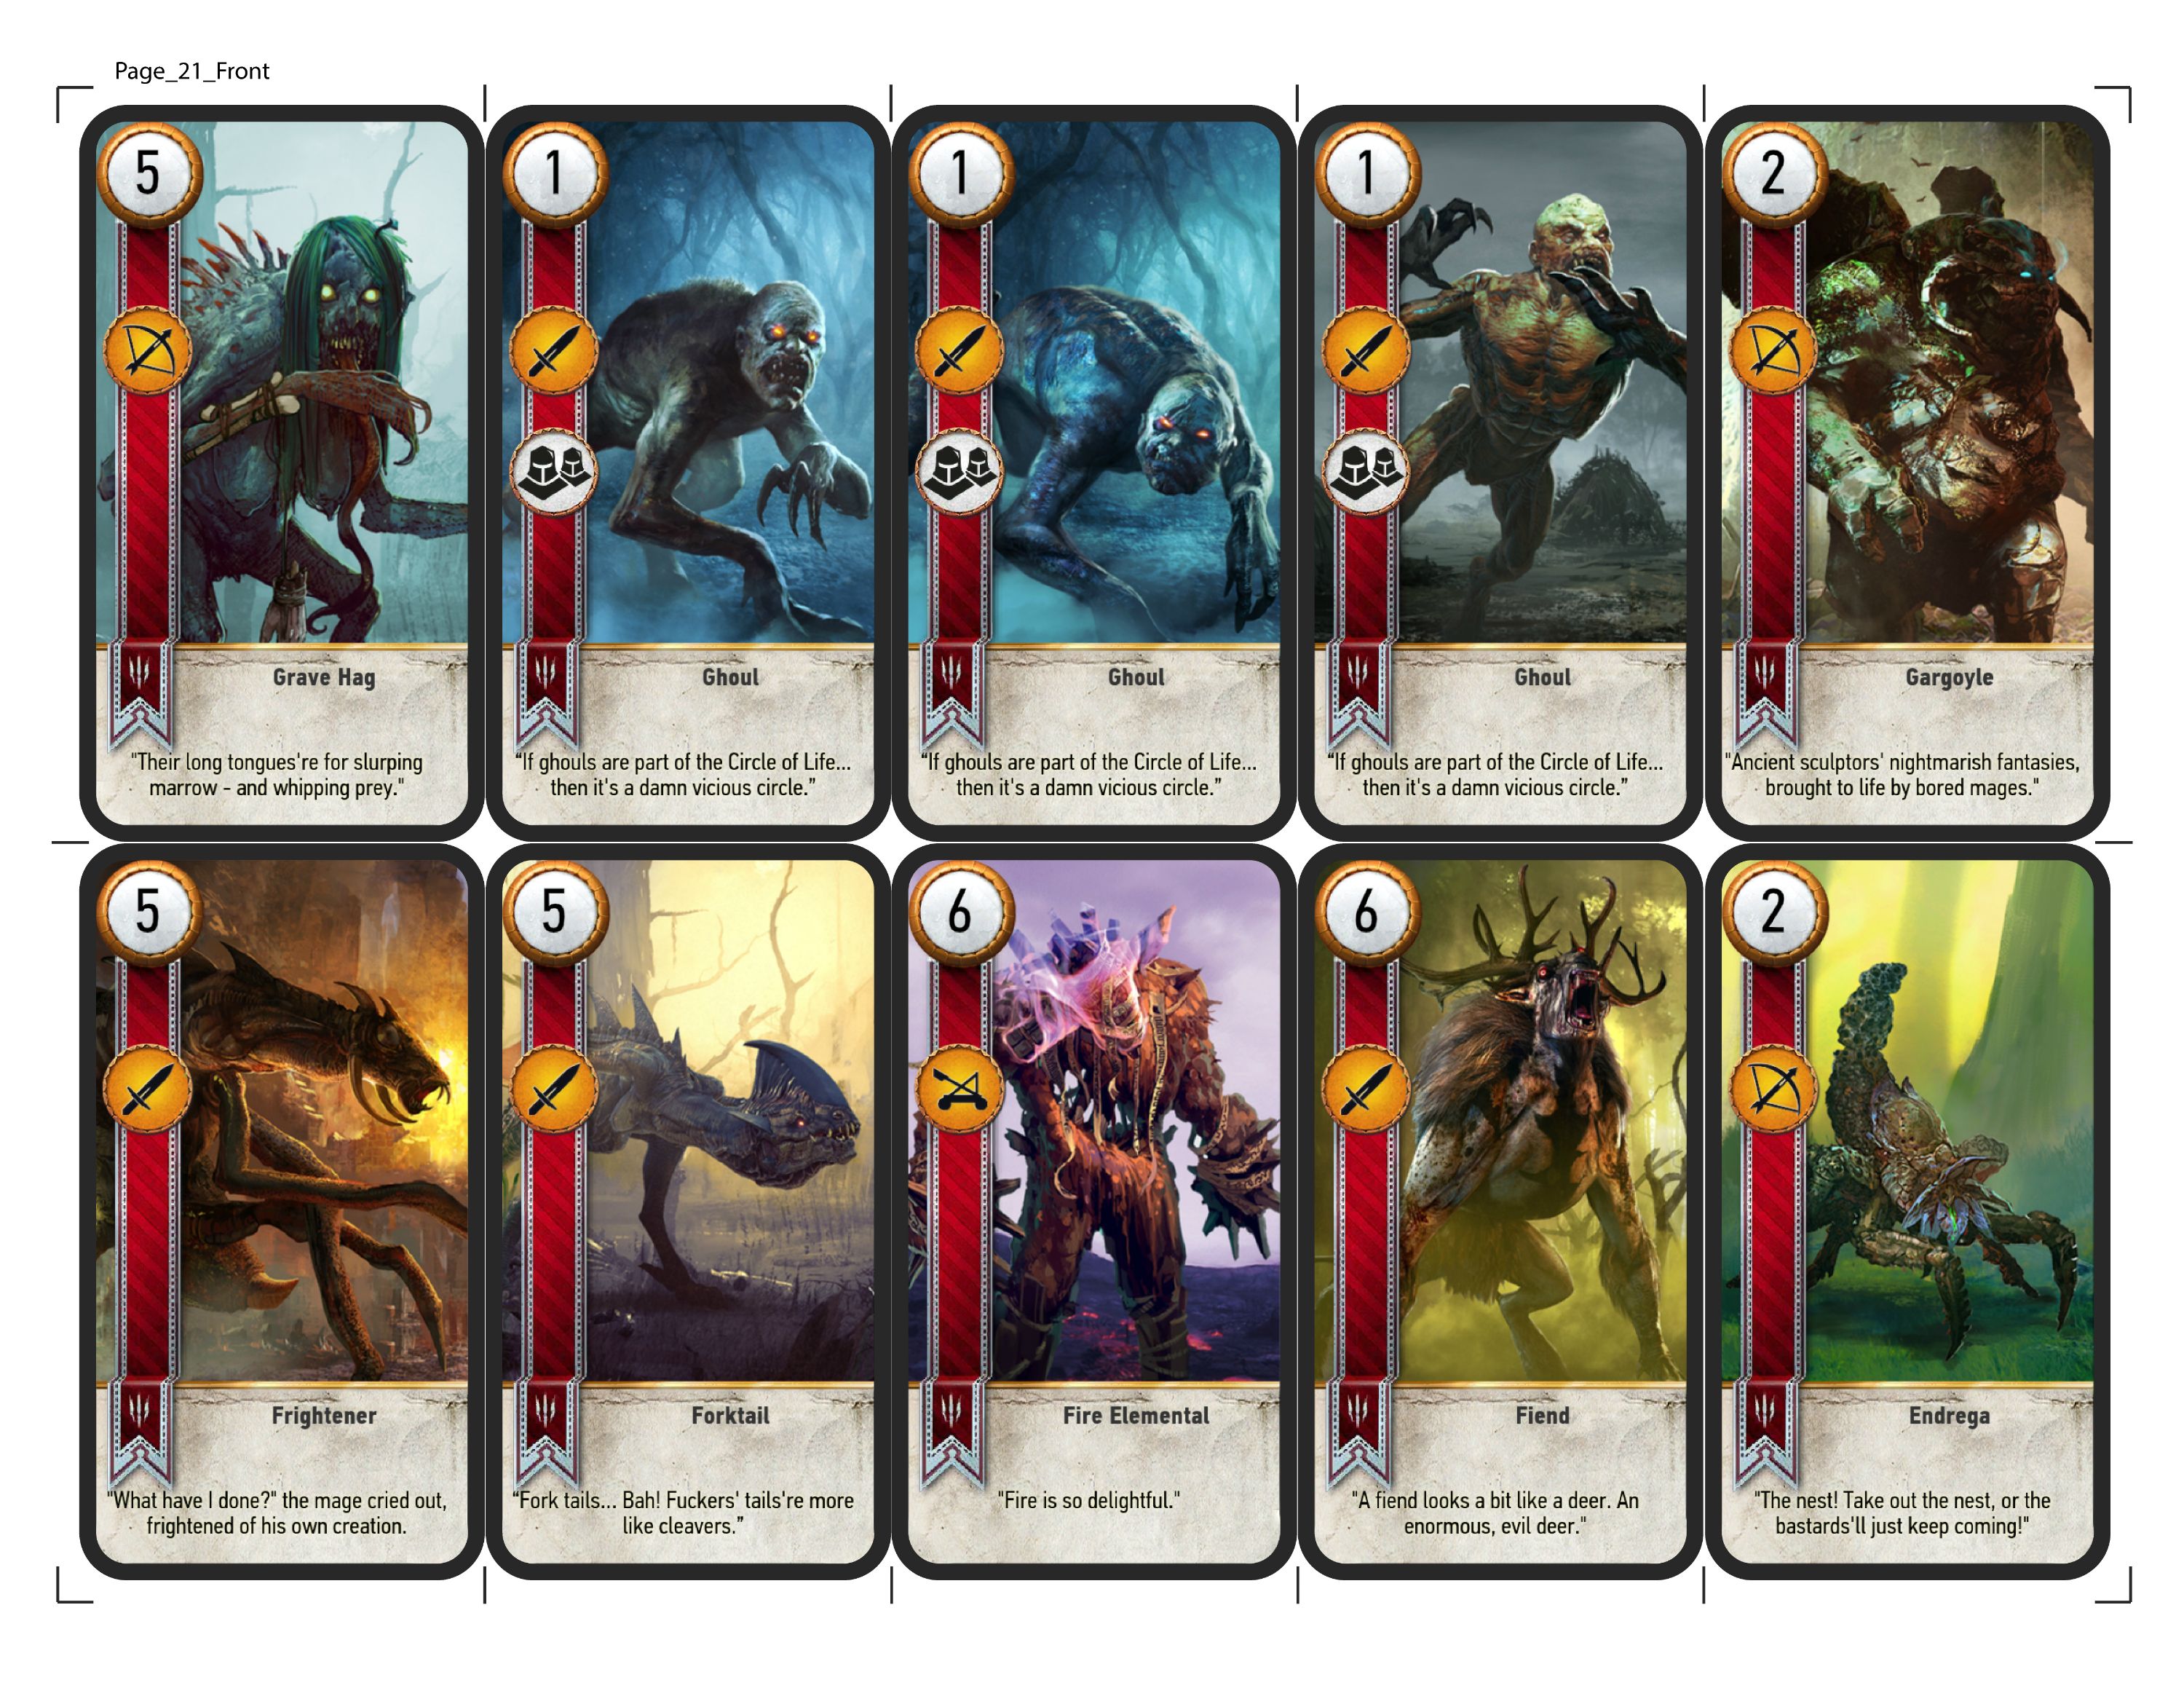 Page_21_Front
5
1
1
1
2
Grave Hag
"Their long tongues're for slurping
marrow - and whipping prey."
Ghoul
“If ghouls are part of the Circle of Life...
then it's a damn vicious circle.”
Ghoul
“If ghouls are part of the Circle of Life...
then it's a damn vicious circle.”
Ghoul
“If ghouls are part of the Circle of Life...
then it's a damn vicious circle.”
Gargoyle
"Ancient sculptors' nightmarish fantasies,
brought to life by bored mages."
5
5
6
6
2
Frightener
"What have I done?" the mage cried out,
frightened of his own creation.
Forktail
“Fork tails... Bah! Fuckers' tails're more
like cleavers.”
Fire Elemental
"Fire is so delightful."
Fiend
"A fiend looks a bit like a deer. An
enormous, evil deer."
Endrega
"The nest! Take out the nest, or the
bastards'll just keep coming!"